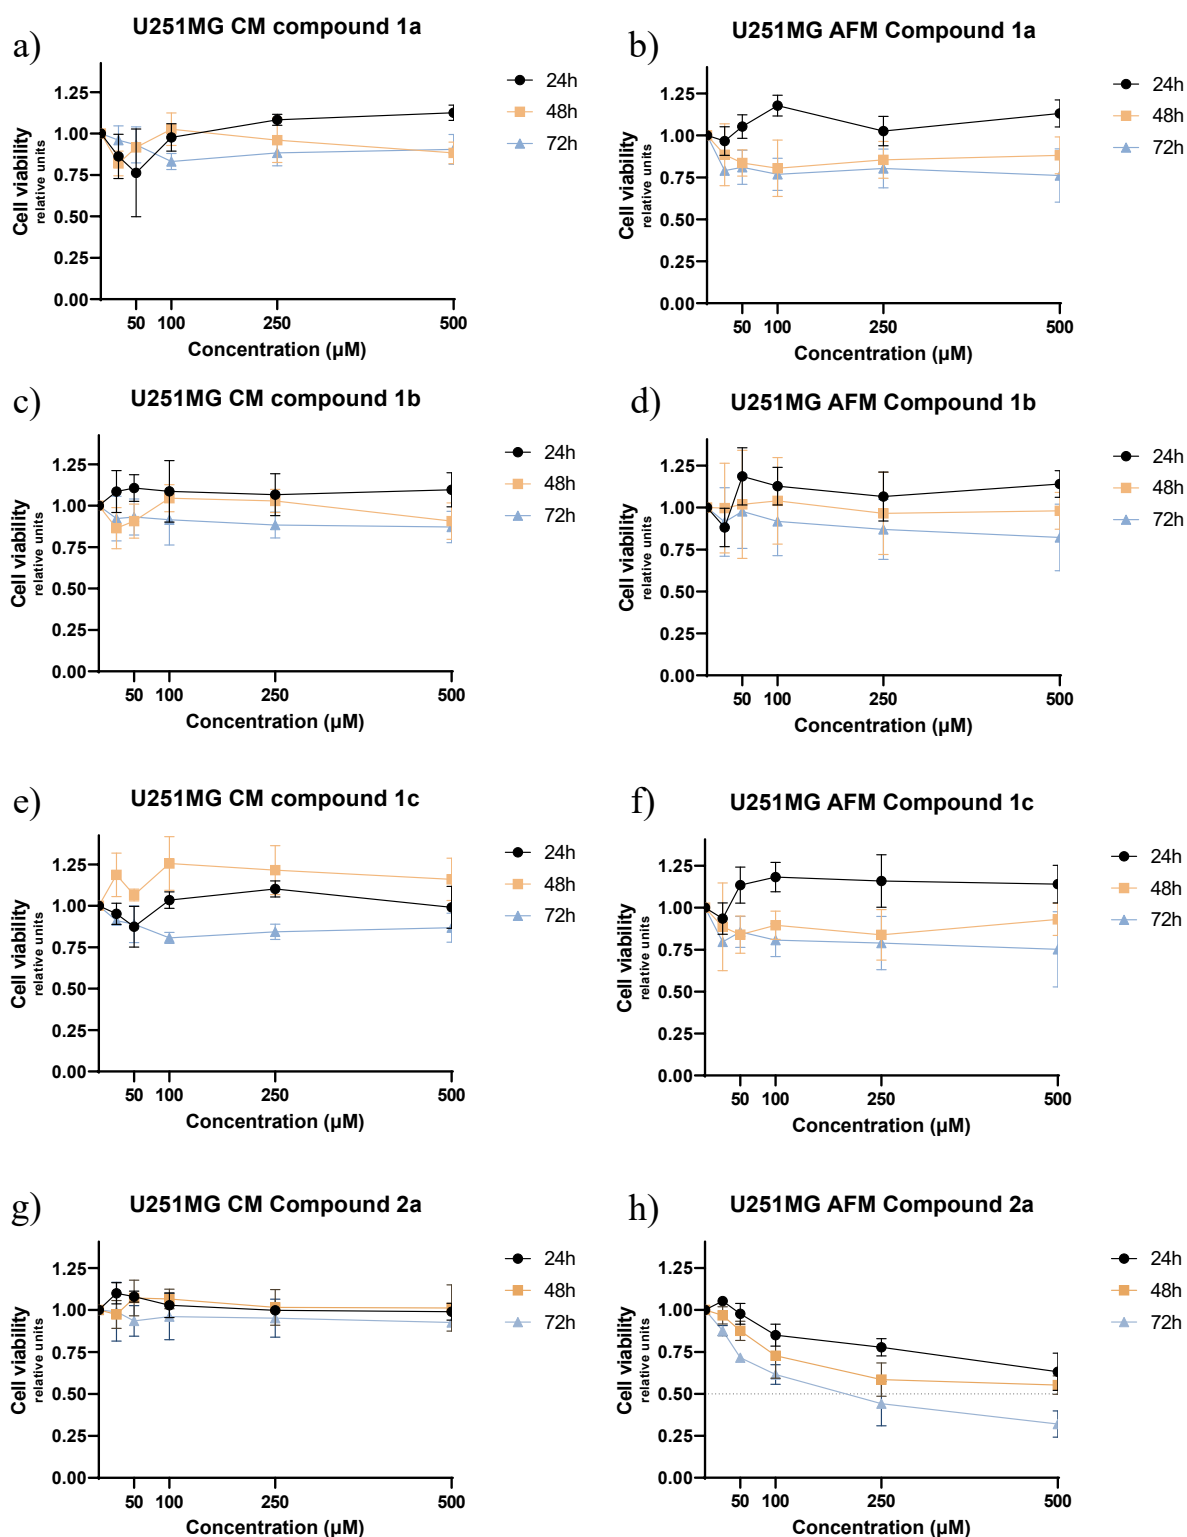 a)
U251MG CM compound 1a
1.25
1.00
0.75
0.50
0.25
0.00
Cell viability
relative units
50 100 250 500
Concentration (µM)
24h
48h
72h
b)
U251MG AFM Compound 1a
1.25
1.00
0.75
0.50
0.25
0.00
Cell viability
relative units
50 100 250 500
Concentration (µM)
24h
48h
72h
c)
U251MG CM compound 1b
1.25
1.00
0.75
0.50
0.25
0.00
Cell viability
relative units
50 100 250 500
Concentration (µM)
24h
48h
72h
d)
U251MG AFM Compound 1b
1.25
1.00
0.75
0.50
0.25
0.00
Cell viability
relative units
50 100 250 500
Concentration (µM)
24h
48h
72h
e)
U251MG CM compound 1c
1.25
1.00
0.75
0.50
0.25
0.00
Cell viability
relative units
50 100 250 500
Concentration (µM)
24h
48h
72h
f)
U251MG AFM Compound 1c
1.25
1.00
0.75
0.50
0.25
0.00
Cell viability
relative units
50 100 250 500
Concentration (µM)
24h
48h
72h
g)
U251MG CM Compound 2a
1.25
1.00
0.75
0.50
0.25
0.00
Cell viability
relative units
50 100 250 500
Concentration (µM)
24h
48h
72h
h)
U251MG AFM Compound 2a
1.25
1.00
0.75
0.50
0.25
0.00
Cell viability
relative units
50 100 250 500
Concentration (µM)
24h
48h
72h